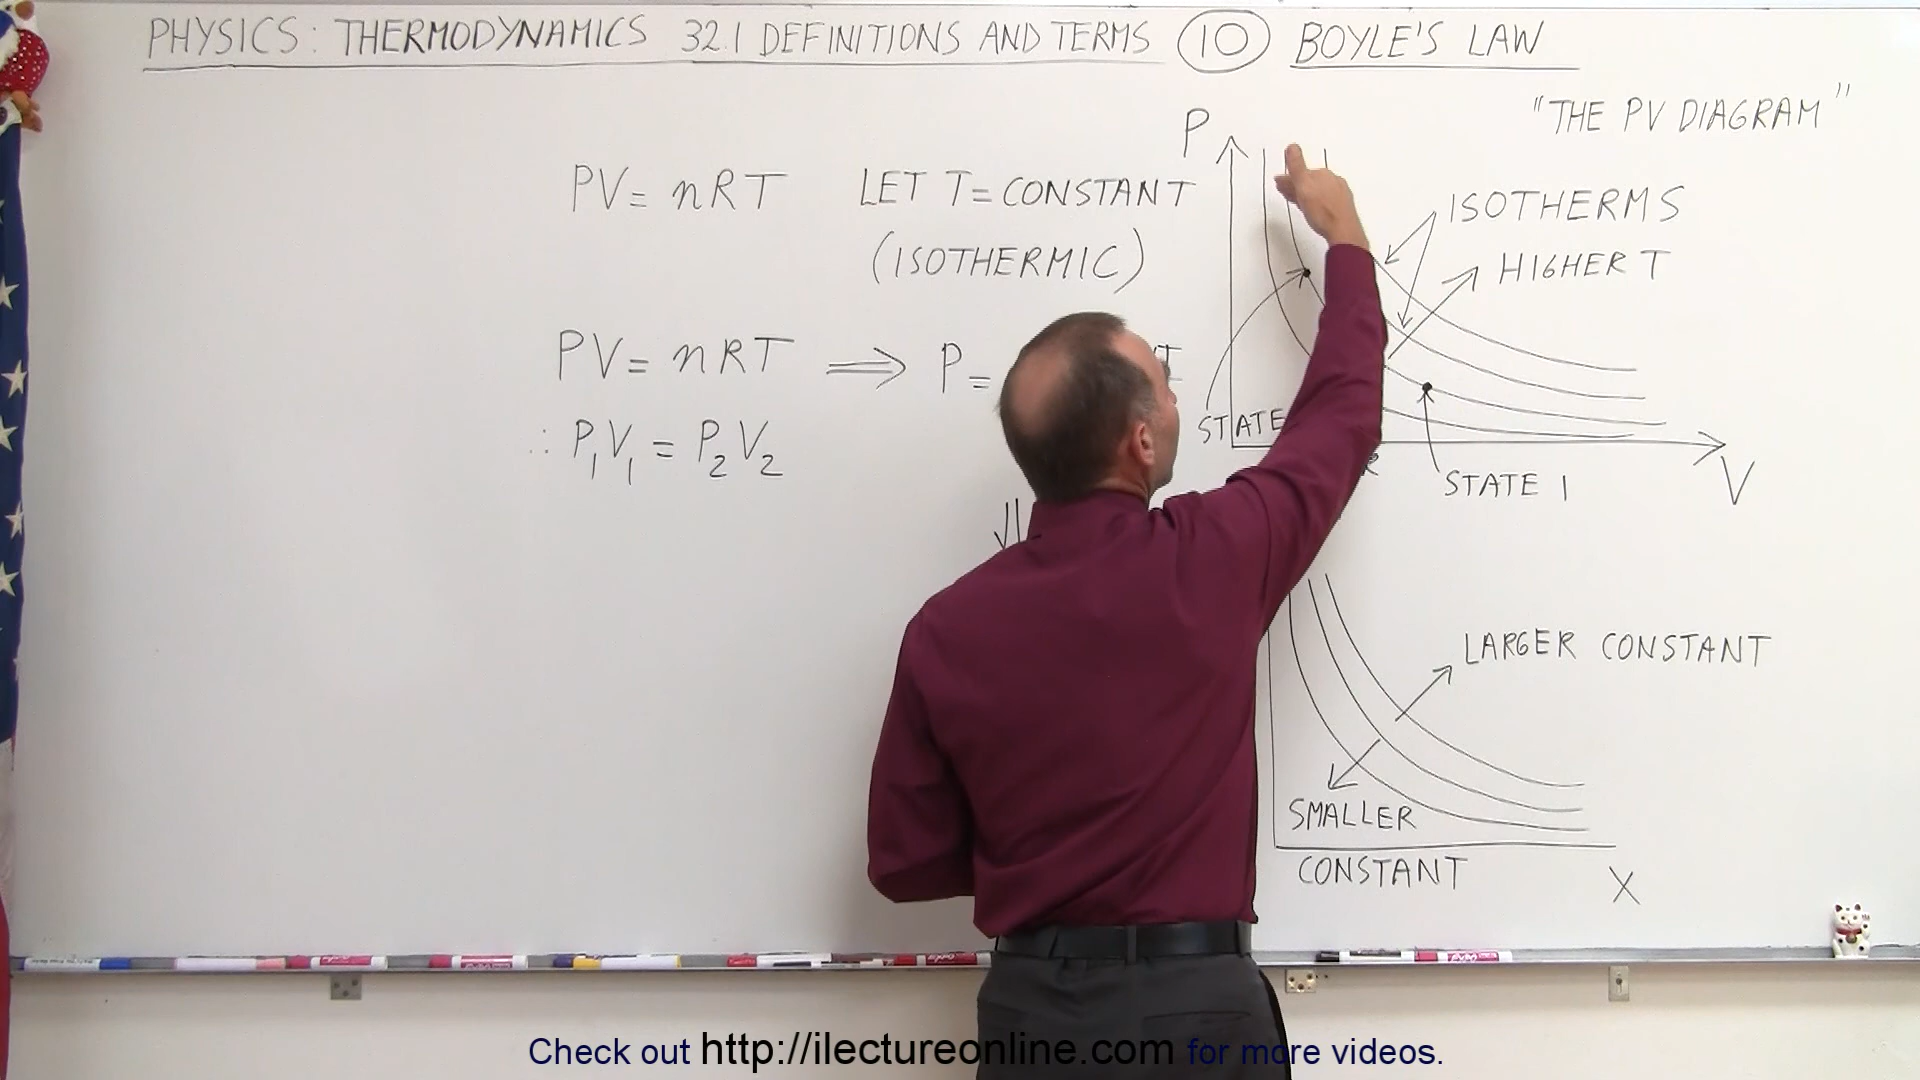 PHYSICS: THERMODYNAMICS 32.1 DEFINITIONS AND TERMS 10 BOYLE'S LAW
"THE PV DIAGRAM"
PV = nRT LET T = CONSTANT
(ISOTHERMIC)
PV = nRT ⟹ P =
∴ P₁V₁ = P₂V₂
P
ISOTHERMS
HIGHER T
STATE
STATE 1
V
LARGER CONSTANT
SMALLER
CONSTANT
X
Check out http://ilectureonline.com for more videos.